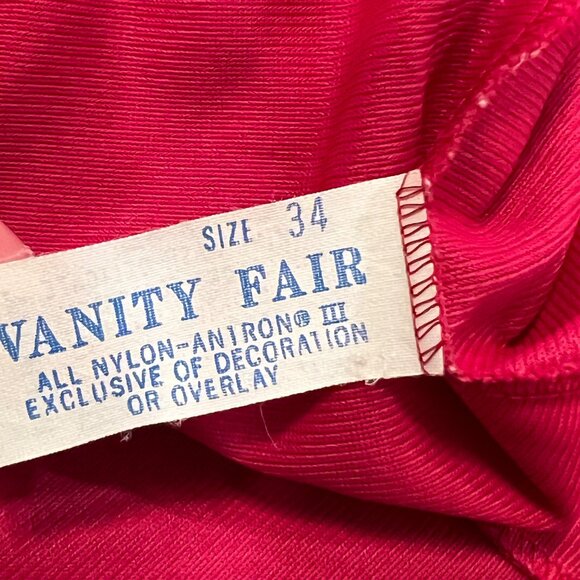 SIZE 34
VANITY FAIR
ALL NYLON-ANTRON® III
EXCLUSIVE OF DECORATION
OR OVERLAY